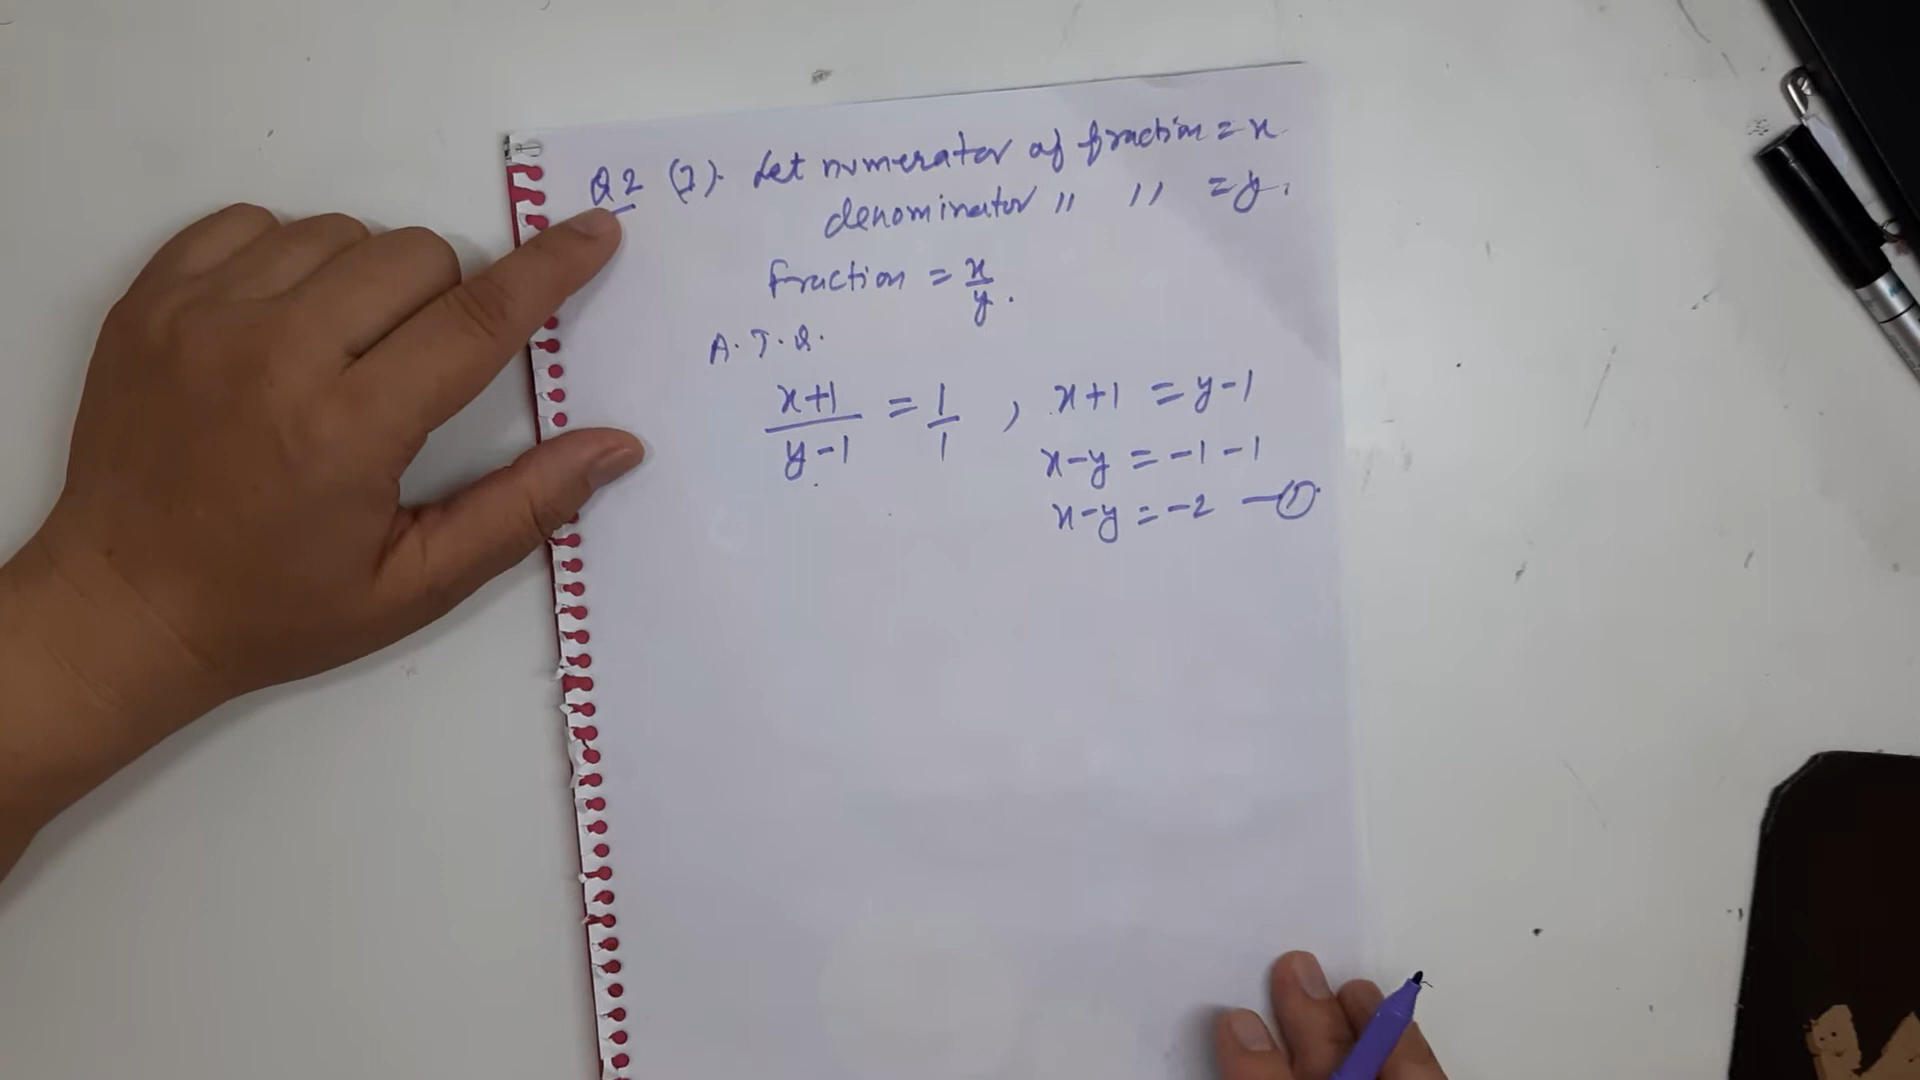 Q2 (I). Let numerator of fraction = x
denominator " " = y.
Fraction = x/y.
A.T.Q.
(x+1)/(y-1) = 1/1 , x+1 = y-1
x-y = -1-1
x-y = -2 —①